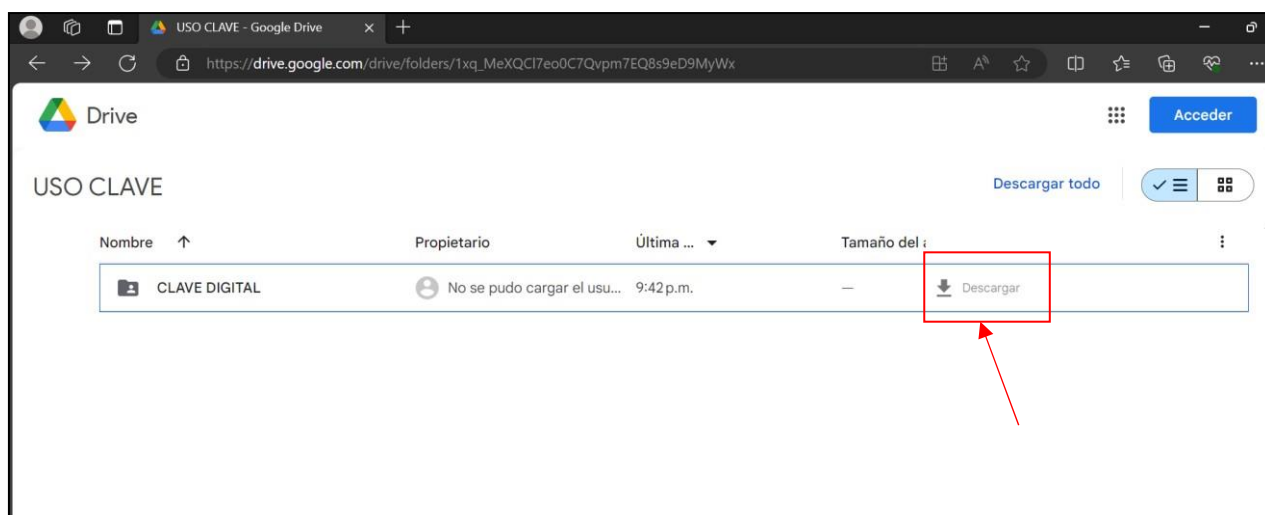 USO CLAVE - Google Drive
https://drive.google.com/drive/folders/1xq_MeXQCl7eo0C7Qvpm7EQ8s9eD9MyWx
Drive
Acceder
USO CLAVE
Descargar todo
Nombre Propietario Última ... Tamaño del a
CLAVE DIGITAL No se pudo cargar el usu... 9:42 p.m. — Descargar